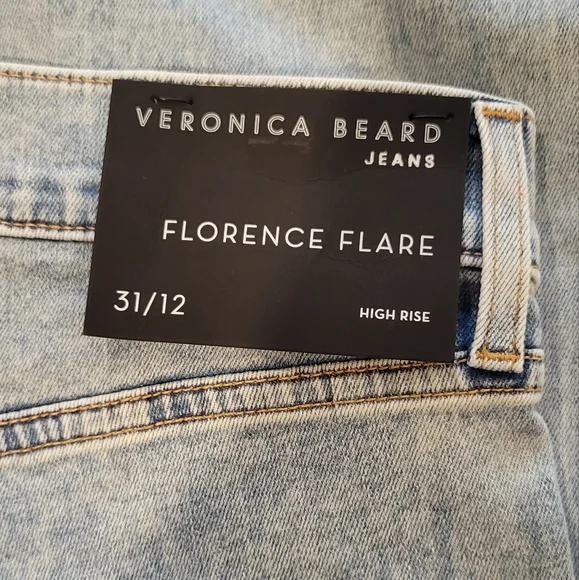 VERONICA BEARD
JEANS
FLORENCE FLARE
31/12
HIGH RISE